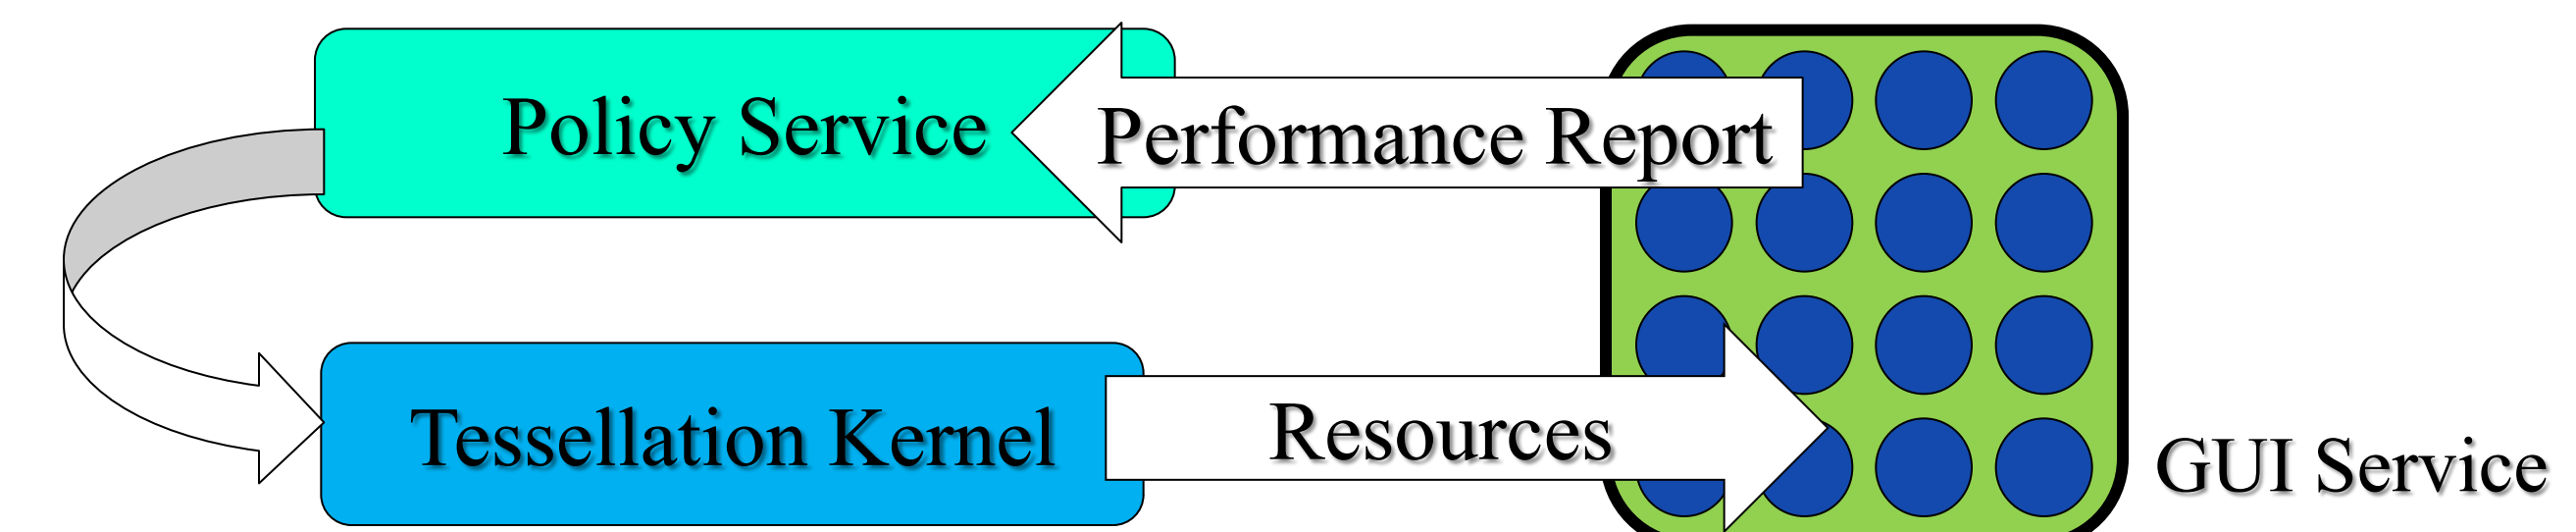 Policy Service
Performance Report
Tessellation Kernel
Resources
GUI Service